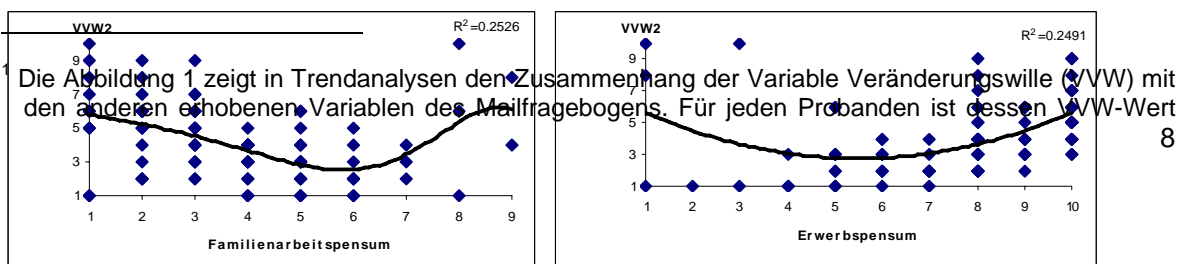 VVW2 R²=0.2526
9
7
5
3
1
1 2 3 4 5 6 7 8 9
Familienarbeitspensum
VVW2 R²=0.2491
9
7
5
3
1
1 2 3 4 5 6 7 8 9 10
Erwerbspensum
1 Die Abbildung 1 zeigt in Trendanalysen den Zusammenhang der Variable Veränderungswille (VVW) mit
den anderen erhobenen Variablen des Mailfragebogens. Für jeden Probanden ist dessen VVW-Wert
8